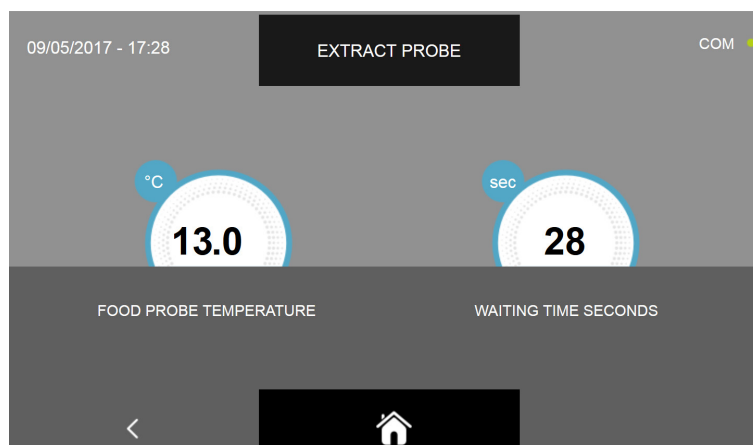 09/05/2017 - 17:28
EXTRACT PROBE
COM
°C
sec
13.0
28
FOOD PROBE TEMPERATURE
WAITING TIME SECONDS